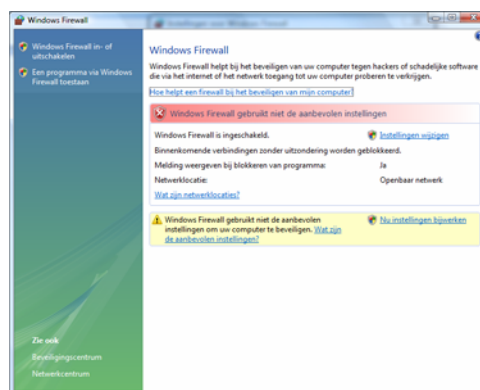 Windows Firewall
Windows Firewall in- of
uitschakelen
Een programma via Windows
Firewall toestaan
Windows Firewall
Windows Firewall helpt bij het beveiligen van uw computer tegen hackers of schadelijke software
die via het internet of het netwerk toegang tot uw computer proberen te verkrijgen.
Hoe helpt een firewall bij het beveiligen van mijn computer?
Windows Firewall gebruikt niet de aanbevolen instellingen
Windows Firewall is ingeschakeld.
Instellingen wijzigen
Binnenkomende verbindingen zonder uitzondering worden geblokkeerd.
Melding weergeven bij blokkeren van programma: Ja
Netwerklocatie: Openbaar netwerk
Wat zijn netwerklocaties?
Windows Firewall gebruikt niet de aanbevolen
instellingen om uw computer te beveiligen. Wat zijn
de aanbevolen instellingen?
Nu instellingen bijwerken
Zie ook
Beveiligingscentrum
Netwerkcentrum